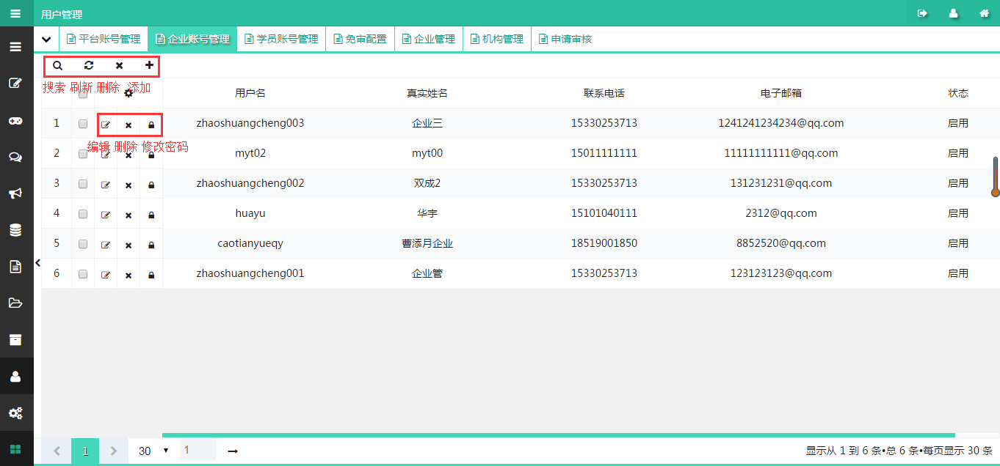 用户管理
平台账号管理 企业账号管理 学员账号管理 免审配置 企业管理 机构管理 申请审核
搜索 刷新 删除 添加
用户名 真实姓名 联系电话 电子邮箱 状态
1 zhaoshuangcheng003 企业三 15330253713 1241241234234@qq.com 启用
编辑 删除 修改密码
2 myt02 myt00 15011111111 11111111111@qq.com 启用
3 zhaoshuangcheng002 双成2 15330253713 131231231@qq.com 启用
4 huayu 华宇 15101040111 2312@qq.com 启用
5 caotianyueqy 曹添月企业 18519001850 8852520@qq.com 启用
6 zhaoshuangcheng001 企业管 15330253713 123123123@qq.com 启用
1 30 1 显示从 1 到 6 条•总 6 条•每页显示 30 条